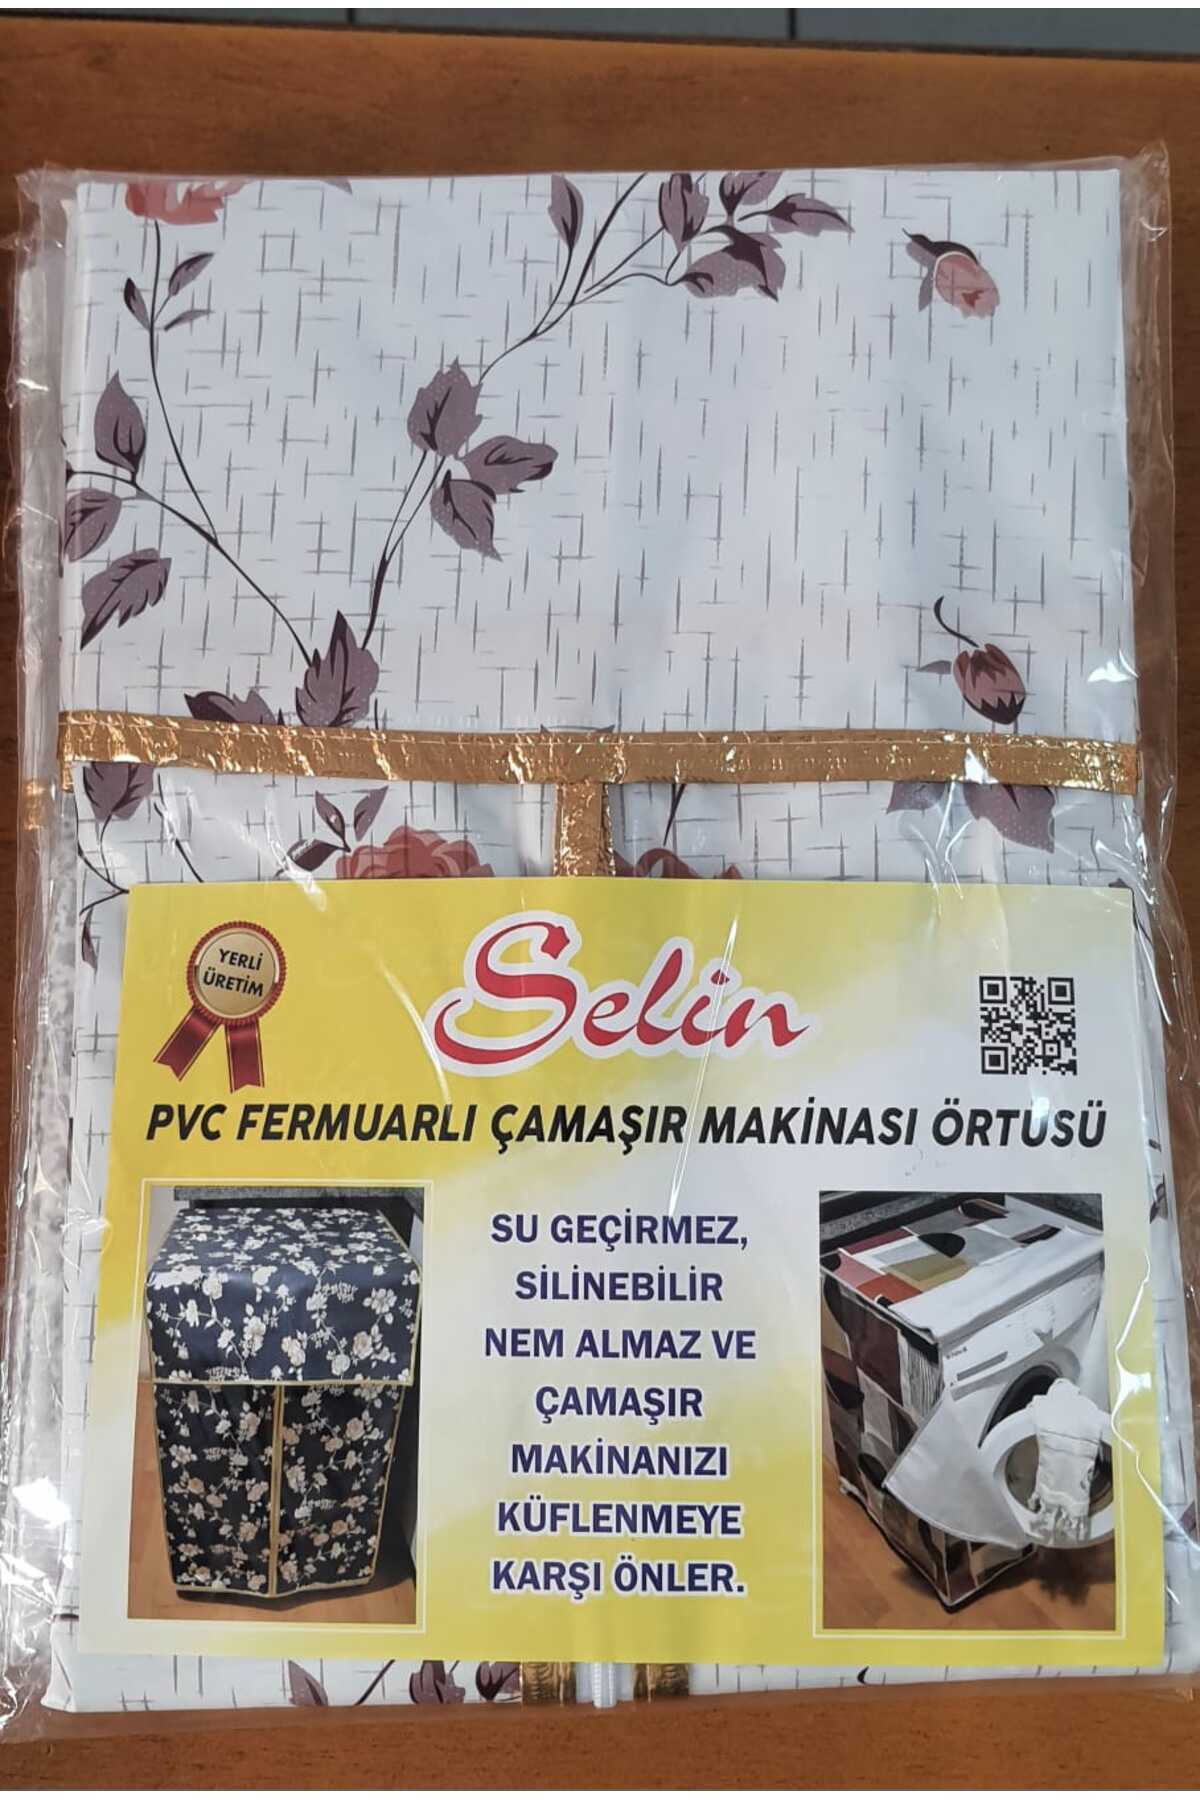 YERLİ
ÜRETİM
Selin
PVC FERMUARLI ÇAMAŞIR MAKİNASI ÖRTÜSÜ
SU GEÇİRMEZ,
SİLİNEBİLİR
NEM ALMAZ VE
ÇAMAŞIR
MAKİNANIZI
KÜFLENMEYE
KARŞI ÖNLER.